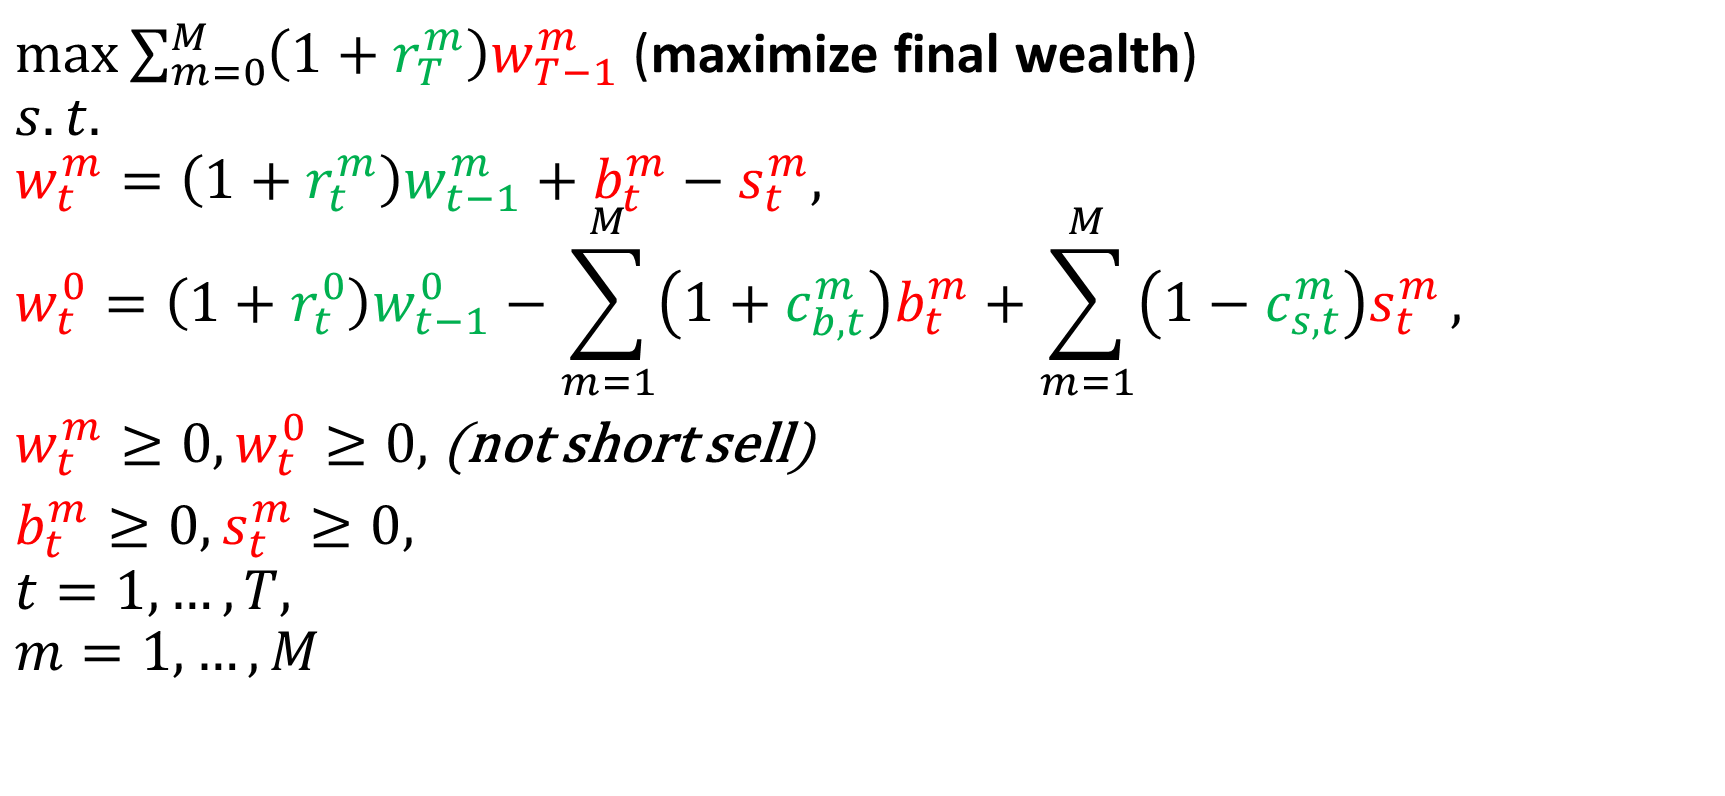 max ∑_{m=0}^{M}(1 + r_T^m)w_{T−1}^m (maximize final wealth)
s.t.
w_t^m = (1 + r_t^m)w_{t−1}^m + b_t^m − s_t^m,
w_t^0 = (1 + r_t^0)w_{t−1}^0 − ∑_{m=1}^{M}(1 + c_{b,t}^m)b_t^m + ∑_{m=1}^{M}(1 − c_{s,t}^m)s_t^m,
w_t^m ≥ 0, w_t^0 ≥ 0, (not short sell)
b_t^m ≥ 0, s_t^m ≥ 0,
t = 1, … , T,
m = 1, … , M